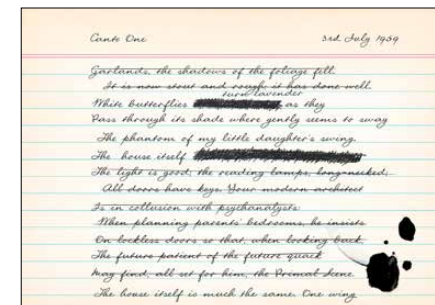 Canto One 3rd July 1959
Garlands, the shadows of the foliage fell.
It is now stout and rough; it has done well.
turn lavender
White butterflies as they
Pass through its shade where gently seems to sway
The phantom of my little daughter's swing.
The house itself
The light is good; the reading lamps, long-necked;
All doors have keys. Your modern architect
Is in collusion with psychanalysts:
When planning parents' bedrooms, he insists
On lockless doors so that, when looking back,
The future patient of the future quack
May find, all set for him, the Primal Scene.
The house itself is much the same. One wing